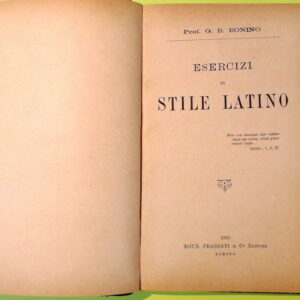 Prof. G. B. BONINO
ESERCIZI
DI
STILE LATINO
ROUX FRASSATI e Cº EDITORI
TORINO